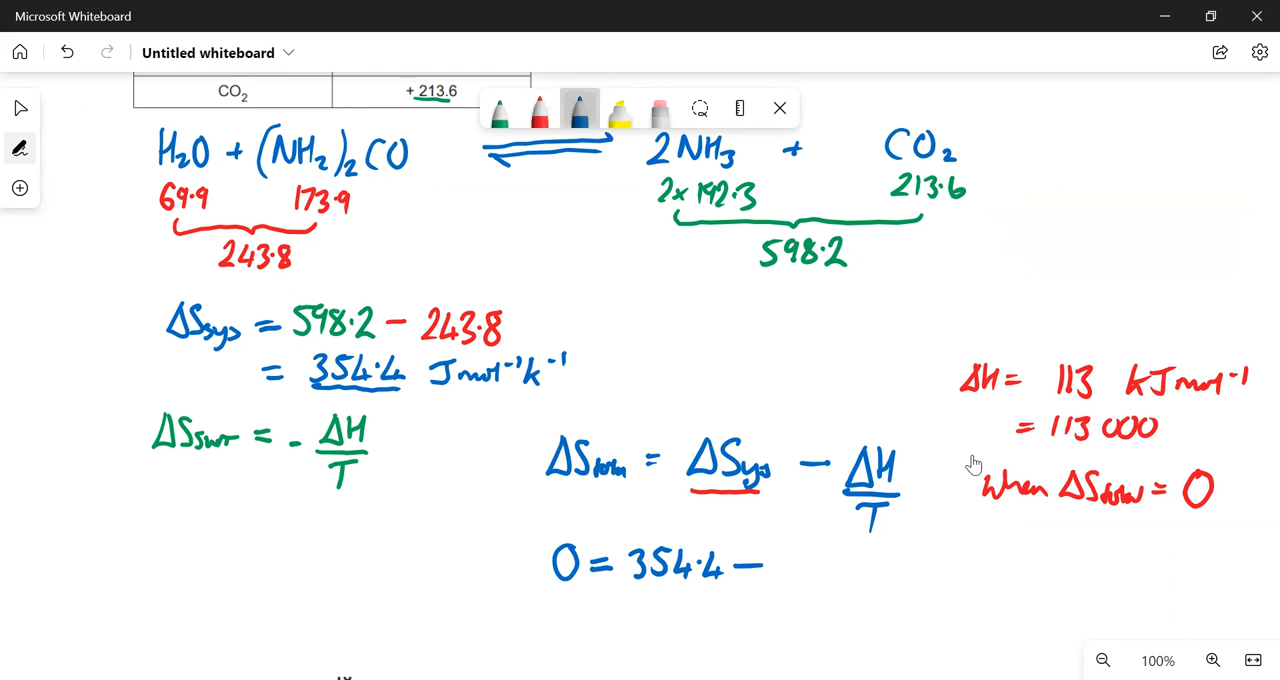 Microsoft Whiteboard
Untitled whiteboard
CO₂ + 213.6
H₂O + (NH₂)₂CO ⇌ 2NH₃ + CO₂
69.9 173.9 2 × 192.3 213.6
243.8 598.2
ΔSsys = 598.2 - 243.8
= 354.4 Jmol⁻¹K⁻¹
ΔH = 113 kJmol⁻¹
= 113 000
ΔSsurr = - ΔH/T
ΔStotal = ΔSsys - ΔH/T
When ΔStotal = 0
0 = 354.4 -
100%